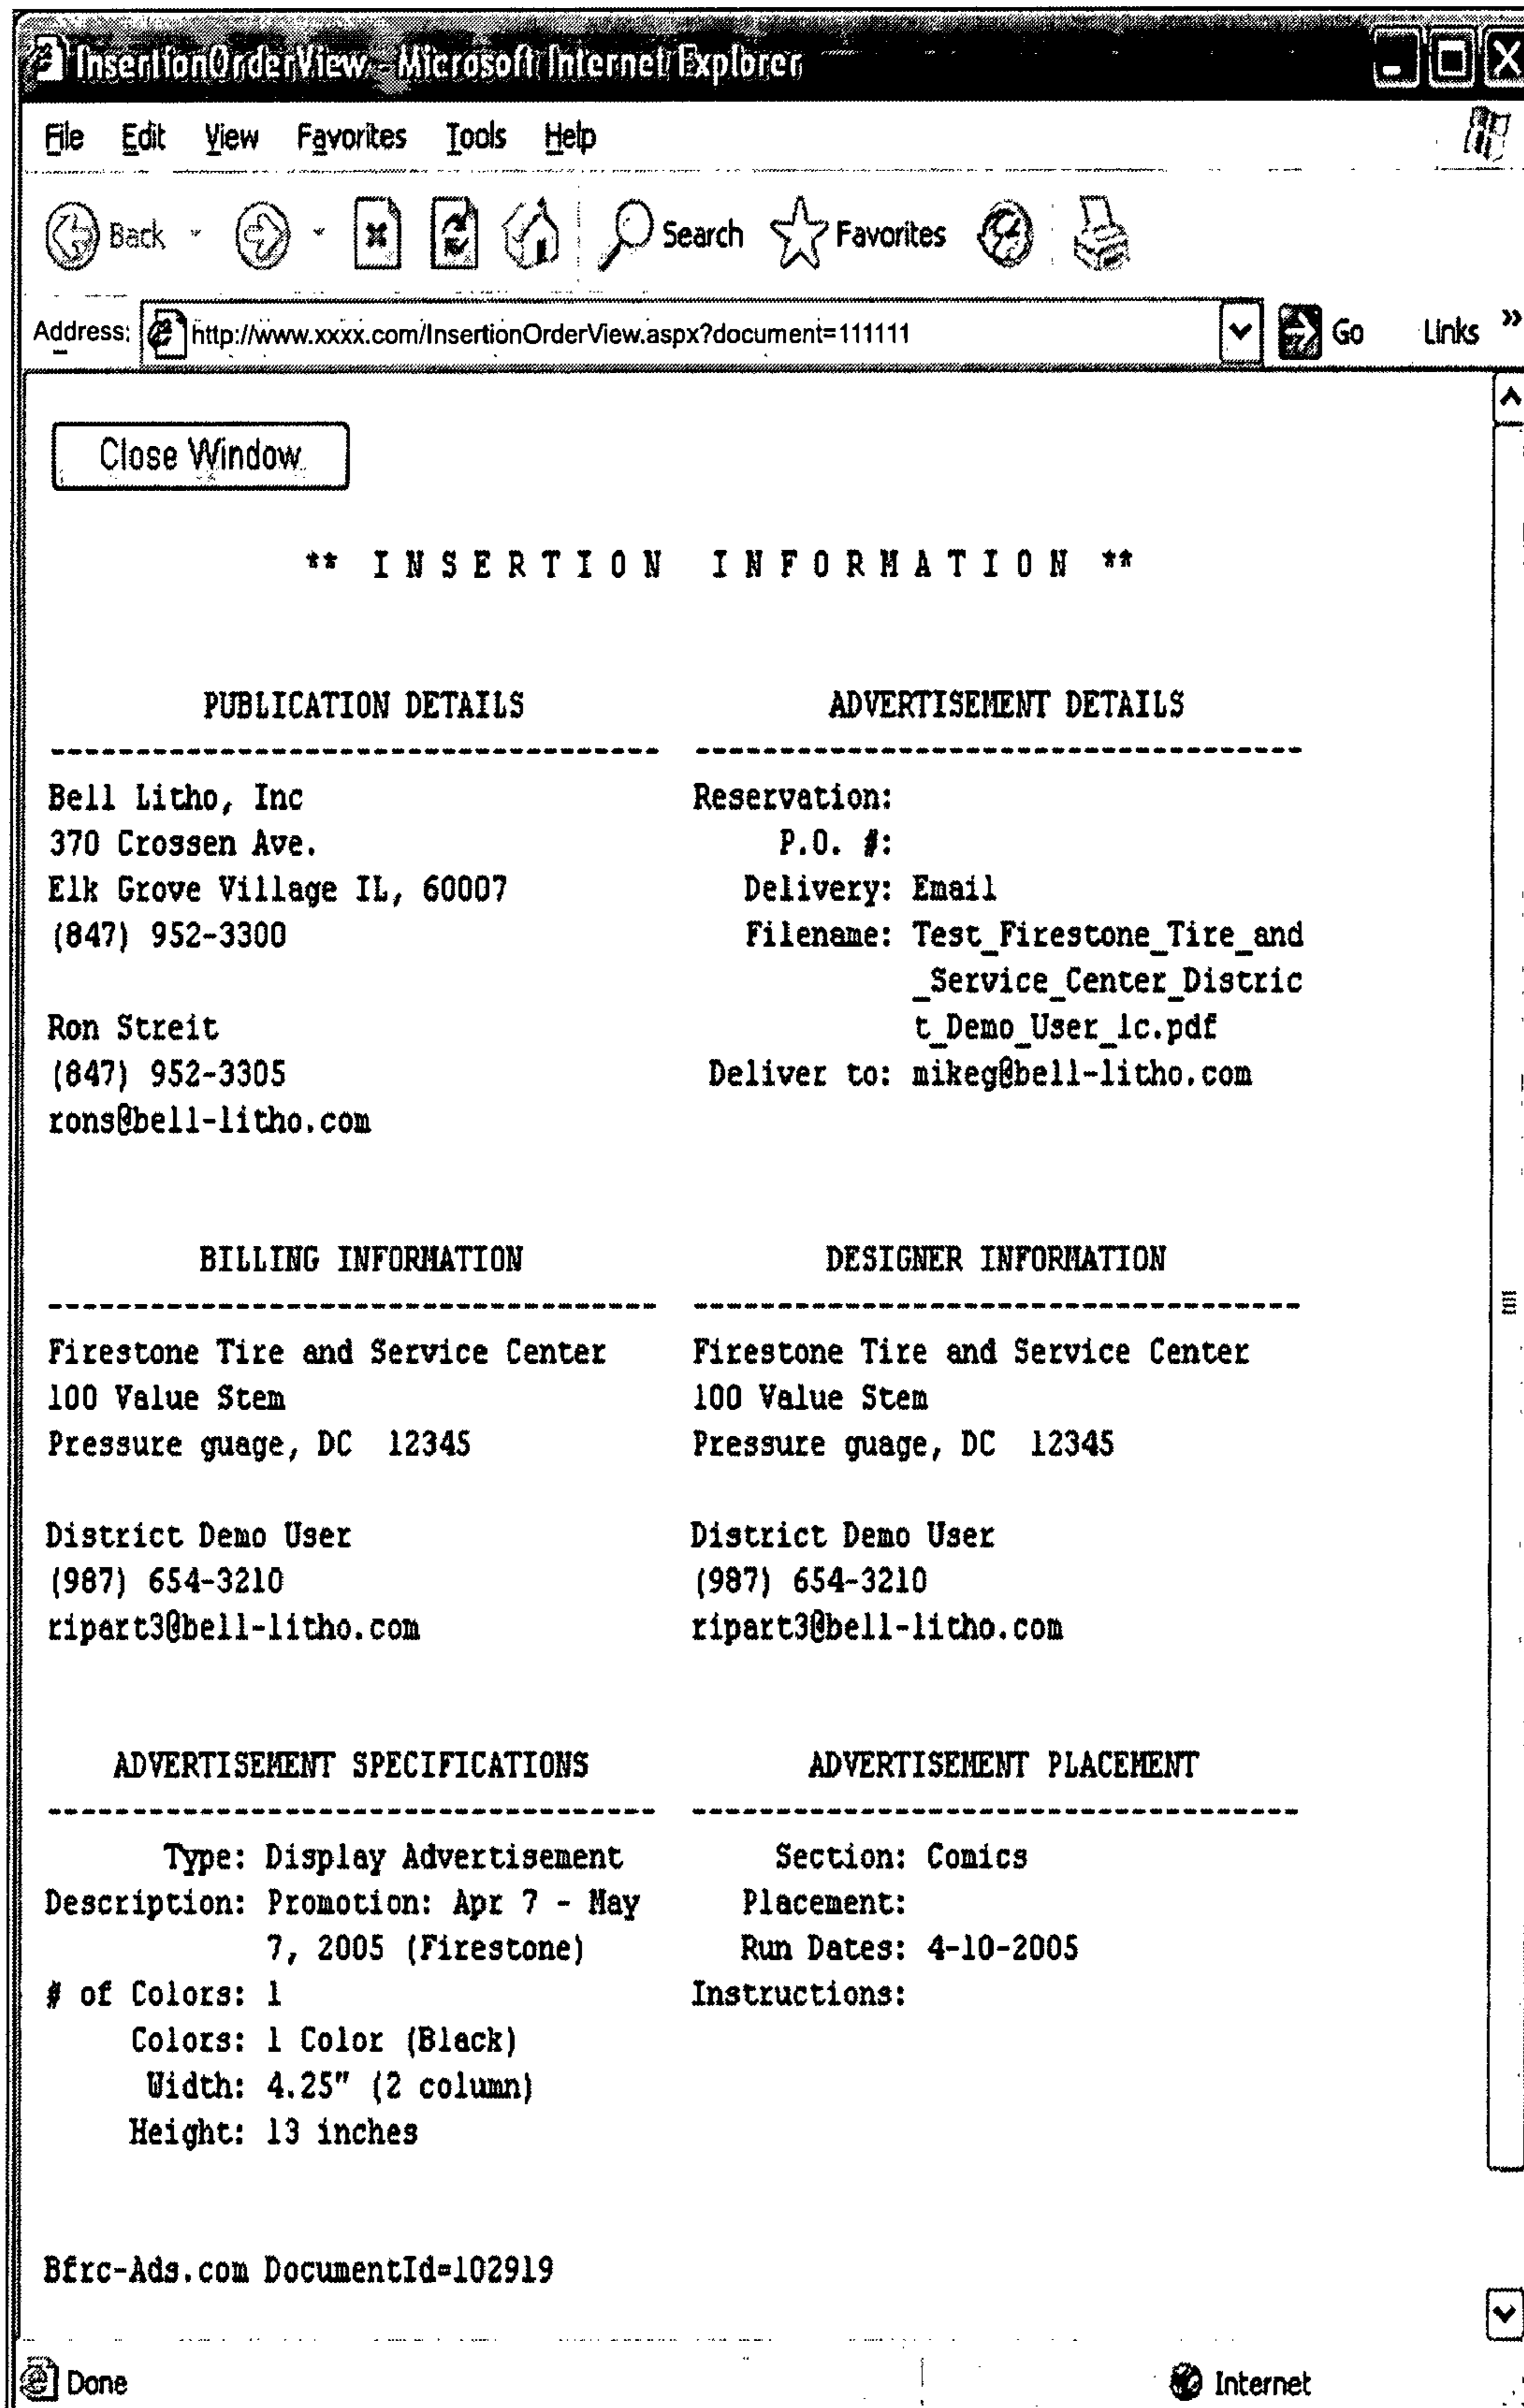 InsertionOrderView - Microsoft Internet Explorer
File Edit View Favorites Tools Help
Back Search Favorites
Address: http://www.xxxx.com/InsertionOrderView.aspx?document=111111 Go Links »
Close Window
** I N S E R T I O N I N F O R M A T I O N **
PUBLICATION DETAILS
-----------------------------------
Bell Litho, Inc
370 Crossen Ave.
Elk Grove Village IL, 60007
(847) 952-3300
Ron Streit
(847) 952-3305
rons@bell-litho.com
ADVERTISEMENT DETAILS
-----------------------------------
Reservation:
P.O. #:
Delivery: Email
Filename: Test_Firestone_Tire_and
_Service_Center_Distric
t_Demo_User_1c.pdf
Deliver to: mikeg@bell-litho.com
BILLING INFORMATION
-----------------------------------
Firestone Tire and Service Center
100 Value Stem
Pressure guage, DC 12345
District Demo User
(987) 654-3210
ripart3@bell-litho.com
DESIGNER INFORMATION
-----------------------------------
Firestone Tire and Service Center
100 Value Stem
Pressure guage, DC 12345
District Demo User
(987) 654-3210
ripart3@bell-litho.com
ADVERTISEMENT SPECIFICATIONS
-----------------------------------
Type: Display Advertisement
Description: Promotion: Apr 7 - May
7, 2005 (Firestone)
# of Colors: 1
Colors: 1 Color (Black)
Width: 4.25" (2 column)
Height: 13 inches
ADVERTISEMENT PLACEMENT
-----------------------------------
Section: Comics
Placement:
Run Dates: 4-10-2005
Instructions:
Bfrc-Ads.com DocumentId=102919
Done Internet